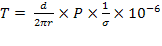 T = d/2πr × P × 1/σ × 10⁻⁶